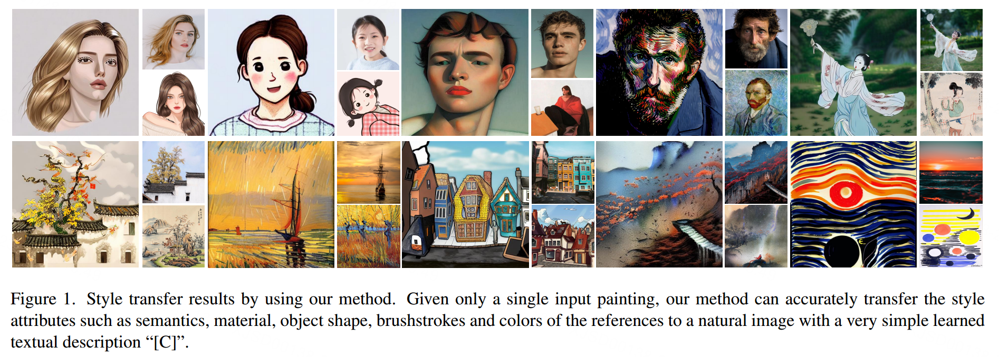 Figure 1. Style transfer results by using our method. Given only a single input painting, our method can accurately transfer the style
attributes such as semantics, material, object shape, brushstrokes and colors of the references to a natural image with a very simple learned
textual description “[C]”.